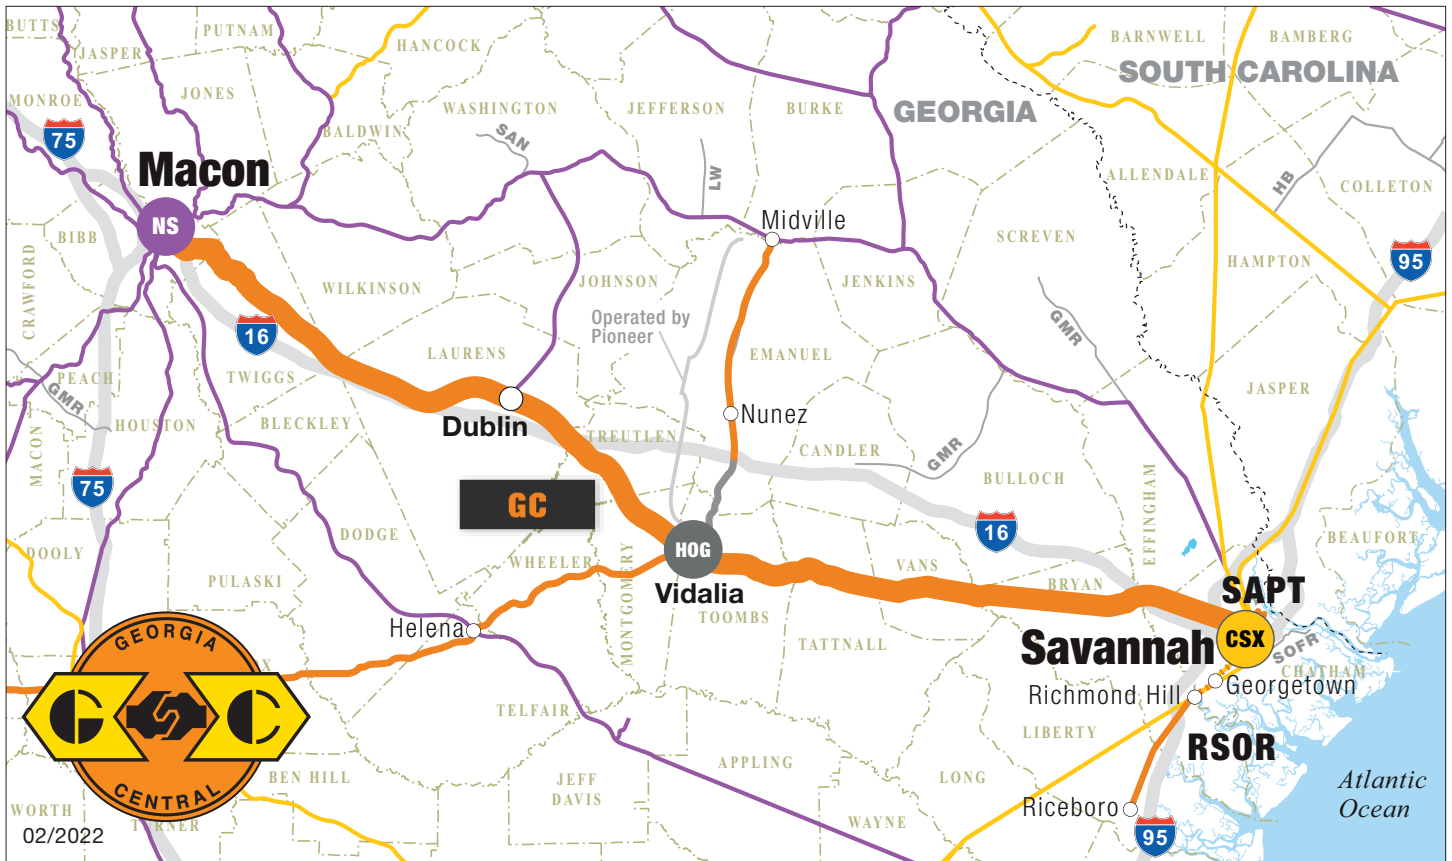 BUTTS
PUTNAM
HANCOCK
BARNWELL
BAMBERG
JASPER
SOUTH CAROLINA
MONROE
JONES
WASHINGTON
JEFFERSON
BURKE
GEORGIA
75
BALDWIN
SAN
Macon
LW
ALLENDALE
HB
COLLETON
NS
Midville
BIBB
SCREVEN
95
HAMPTON
CRAWFORD
WILKINSON
JOHNSON
JENKINS
Operated by
Pioneer
GMR
16
LAURENS
EMANUEL
PEACH
TWIGGS
JASPER
GMR
Nunez
HOUSTON
BLECKLEY
Dublin
TREUTLEN
CANDLER
GMR
MACON
75
BULLOCH
EFFINGHAM
GC
16
DODGE
DOOLY
HOG
BEAUFORT
WHEELER
VANS
PULASKI
MONTGOMERY
Vidalia
BRYAN
SAPT
TOOMBS
Helena
TATTNALL
Savannah
CSX
SOFR
CHATHAM
GEORGIA
X
Georgetown
Richmond Hill
G C
TELFAIR
LIBERTY
RSOR
APPLING
BEN HILL
JEFF
DAVIS
LONG
Atlantic
Ocean
CENTRAL
WORTH
Riceboro
TURNER
WAYNE
02/2022
95